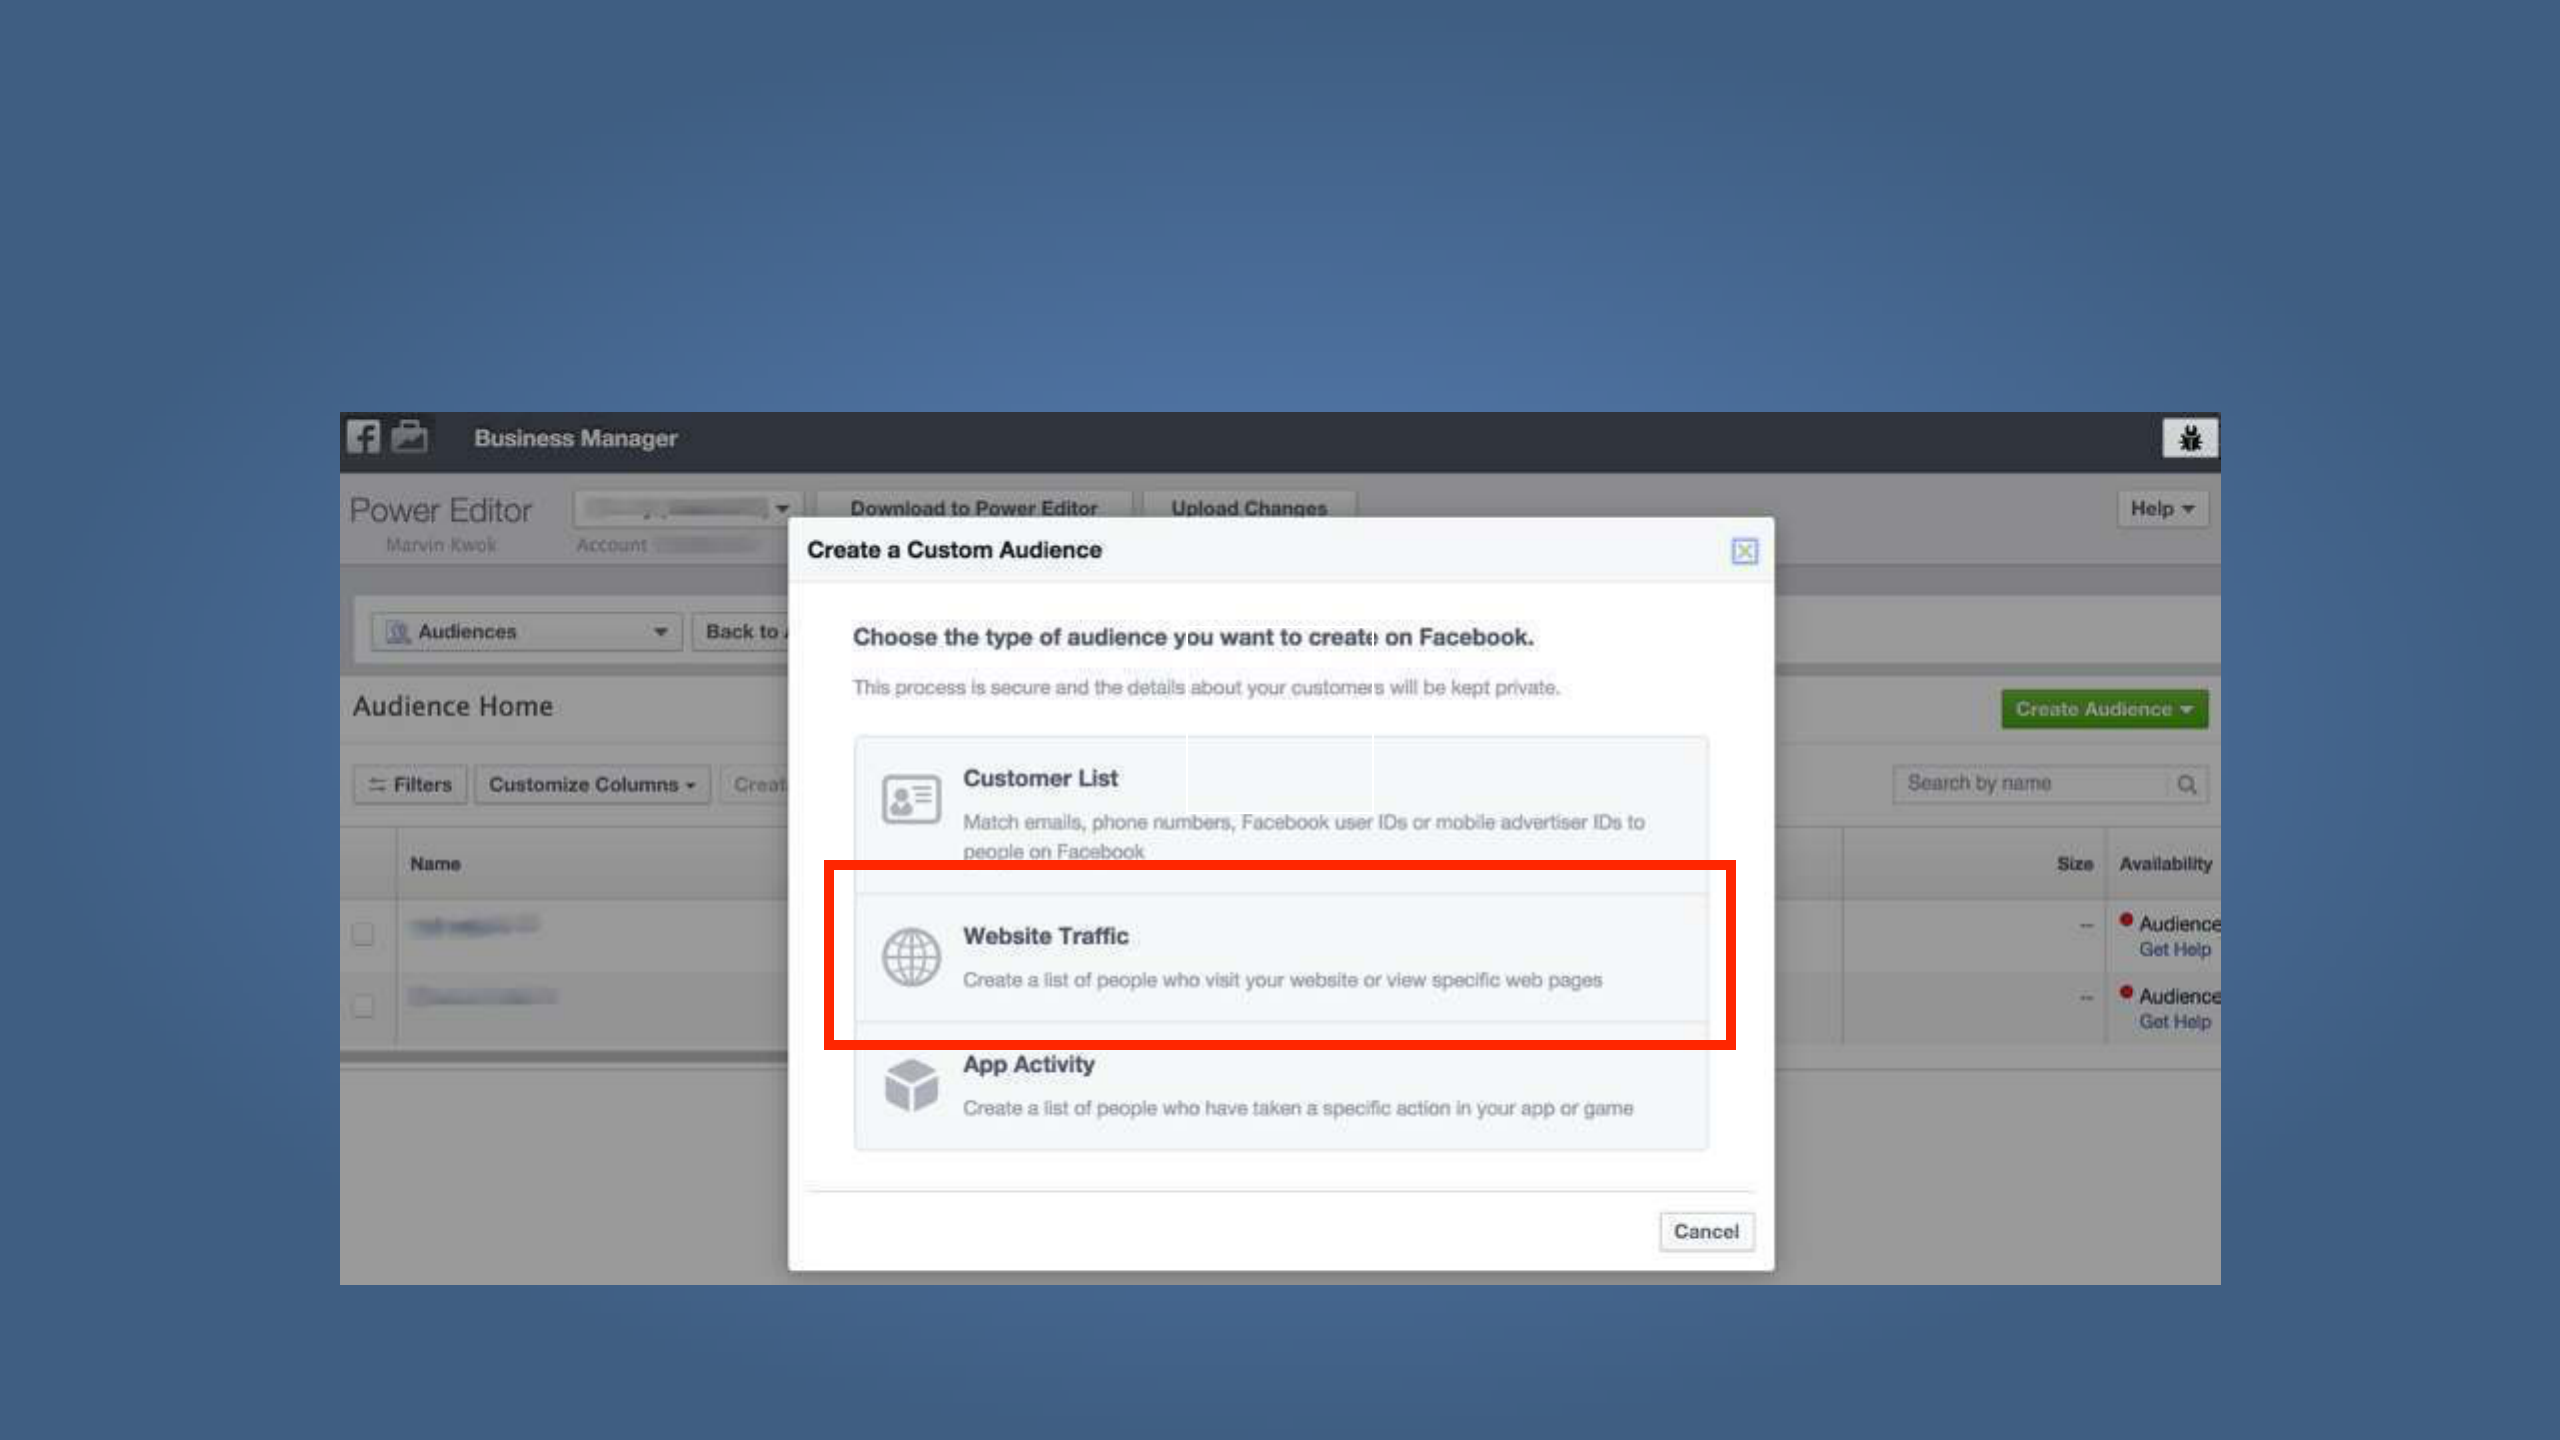 Business Manager
Power Editor
Download to Power Editor
Upload Changes
Help
Marvin Kwok
Account
Create a Custom Audience
Audiences
Back to
Choose the type of audience you want to create on Facebook.
This process is secure and the details about your customers will be kept private.
Audience Home
Create Audience
Filters
Customize Columns
Creat
Search by name
Customer List
Match emails, phone numbers, Facebook user IDs or mobile advertiser IDs to
people on Facebook
Name
Size
Availability
Website Traffic
Create a list of people who visit your website or view specific web pages
--
Audience
Get Help
--
Audience
Get Help
App Activity
Create a list of people who have taken a specific action in your app or game
Cancel